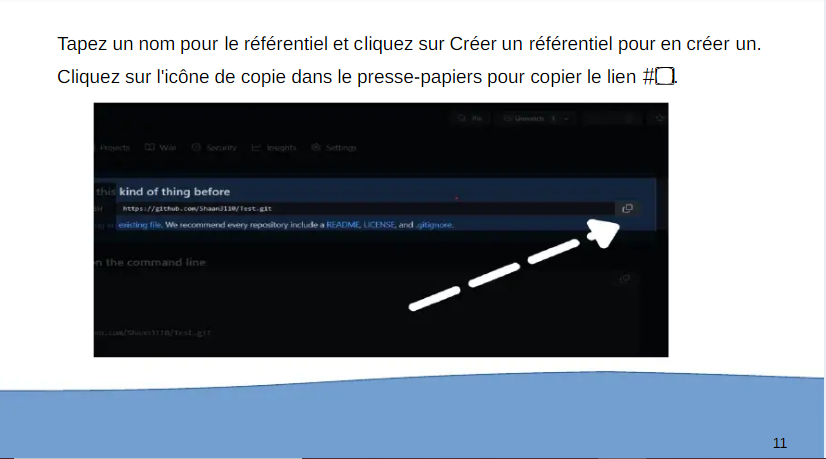 Tapez un nom pour le référentiel et cliquez sur Créer un référentiel pour en créer un.
Cliquez sur l'icône de copie dans le presse-papiers pour copier le lien #□.
Pin Unwatch 1
Projects Wiki Security Insights Settings
this kind of thing before
https://github.com/Shaan3110/Test.git
existing file. We recommend every repository include a README, LICENSE, and .gitignore.
n the command line
.com/Shaan3110/Test.git
11